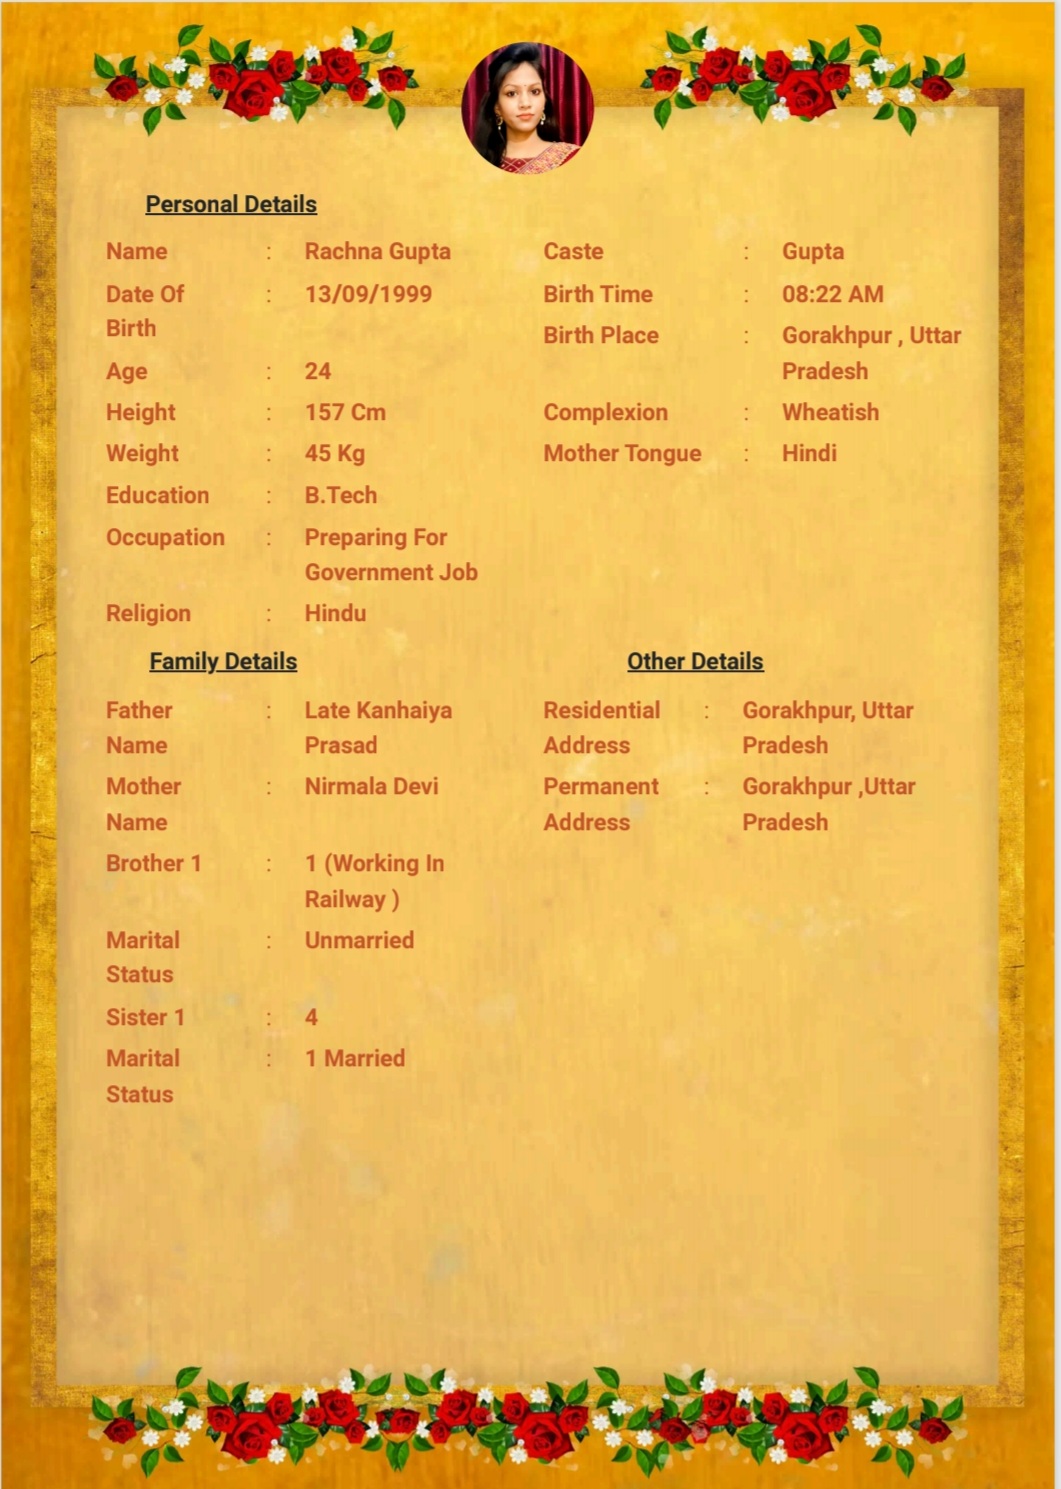 Personal Details
Name : Rachna Gupta
Date Of : 13/09/1999
Birth
Age : 24
Height : 157 Cm
Weight : 45 Kg
Education : B.Tech
Occupation : Preparing For
Government Job
Religion : Hindu
Caste : Gupta
Birth Time : 08:22 AM
Birth Place : Gorakhpur , Uttar
Pradesh
Complexion : Wheatish
Mother Tongue : Hindi
Family Details
Father : Late Kanhaiya
Name Prasad
Mother : Nirmala Devi
Name
Brother 1 : 1 (Working In
Railway )
Marital : Unmarried
Status
Sister 1 : 4
Marital : 1 Married
Status
Other Details
Residential : Gorakhpur, Uttar
Address Pradesh
Permanent : Gorakhpur ,Uttar
Address Pradesh